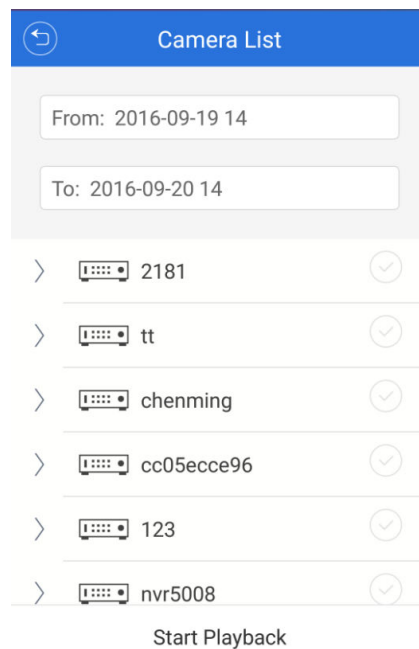 Camera List
From: 2016-09-19 14
To: 2016-09-20 14
2181
tt
chenming
cc05ecce96
123
nvr5008
Start Playback